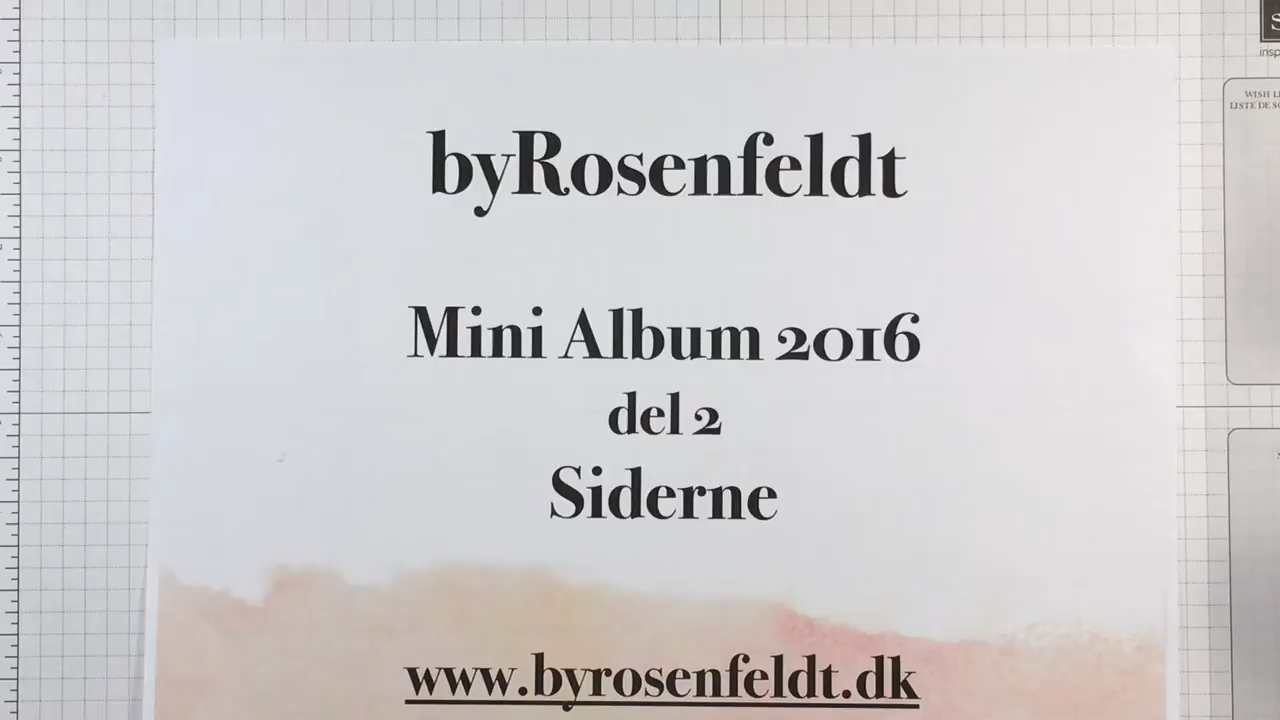 byRosenfeldt
Mini Album 2016
del 2
Siderne
www.byrosenfeldt.dk